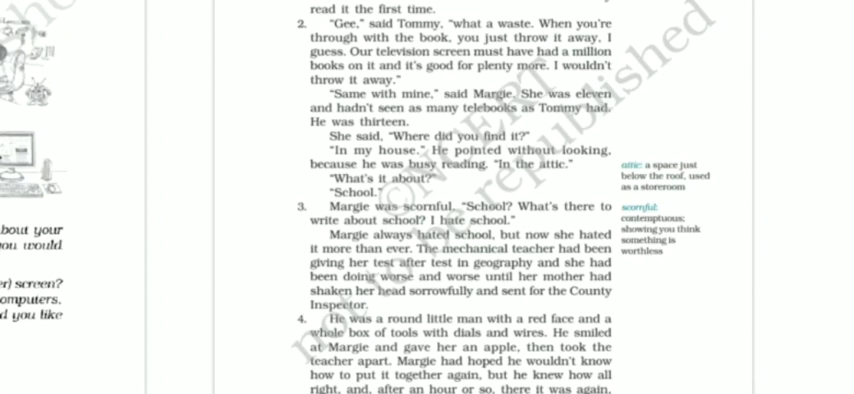 read it the first time.
2. "Gee," said Tommy, "what a waste. When you're
through with the book, you just throw it away, I
guess. Our television screen must have had a million
books on it and it's good for plenty more. I wouldn't
throw it away."
"Same with mine," said Margie. She was eleven
and hadn't seen as many telebooks as Tommy had.
He was thirteen.
She said, "Where did you find it?"
"In my house." He pointed without looking,
because he was busy reading. "In the attic."
"What's it about?"
"School."
3. Margie was scornful. "School? What's there to
write about school? I hate school."
Margie always hated school, but now she hated
it more than ever. The mechanical teacher had been
giving her test after test in geography and she had
been doing worse and worse until her mother had
shaken her head sorrowfully and sent for the County
Inspector.
4. He was a round little man with a red face and a
whole box of tools with dials and wires. He smiled
at Margie and gave her an apple, then took the
teacher apart. Margie had hoped he wouldn't know
how to put it together again, but he knew how all
right, and, after an hour or so, there it was again,
attic: a space just
below the roof, used
as a storeroom
scornful:
contemptuous;
showing you think
something is
worthless
bout your
ou would
er) screen?
omputers.
d you like
©NCERT
not to be republished